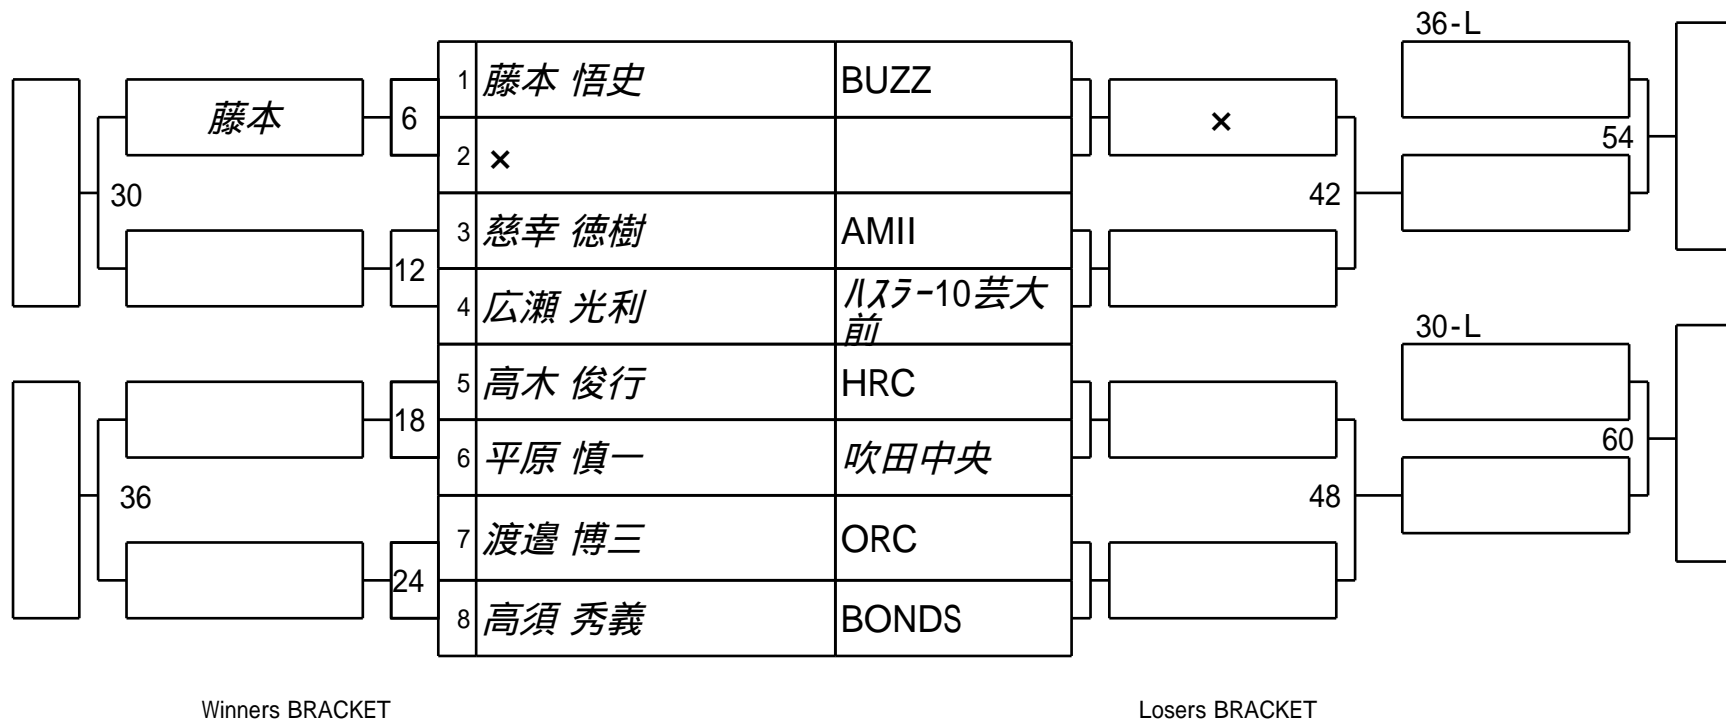 36-L
1 藤本 悟史 BUZZ
藤本 6 ×
2 × 54
30 42
3 慈幸 徳樹 AMII
12
4 広瀬 光利 ハスラー10芸大
前
30-L
5 高木 俊行 HRC
18
6 平原 慎一 吹田中央 60
36 48
7 渡邉 博三 ORC
24
8 高須 秀義 BONDS
Winners BRACKET Losers BRACKET